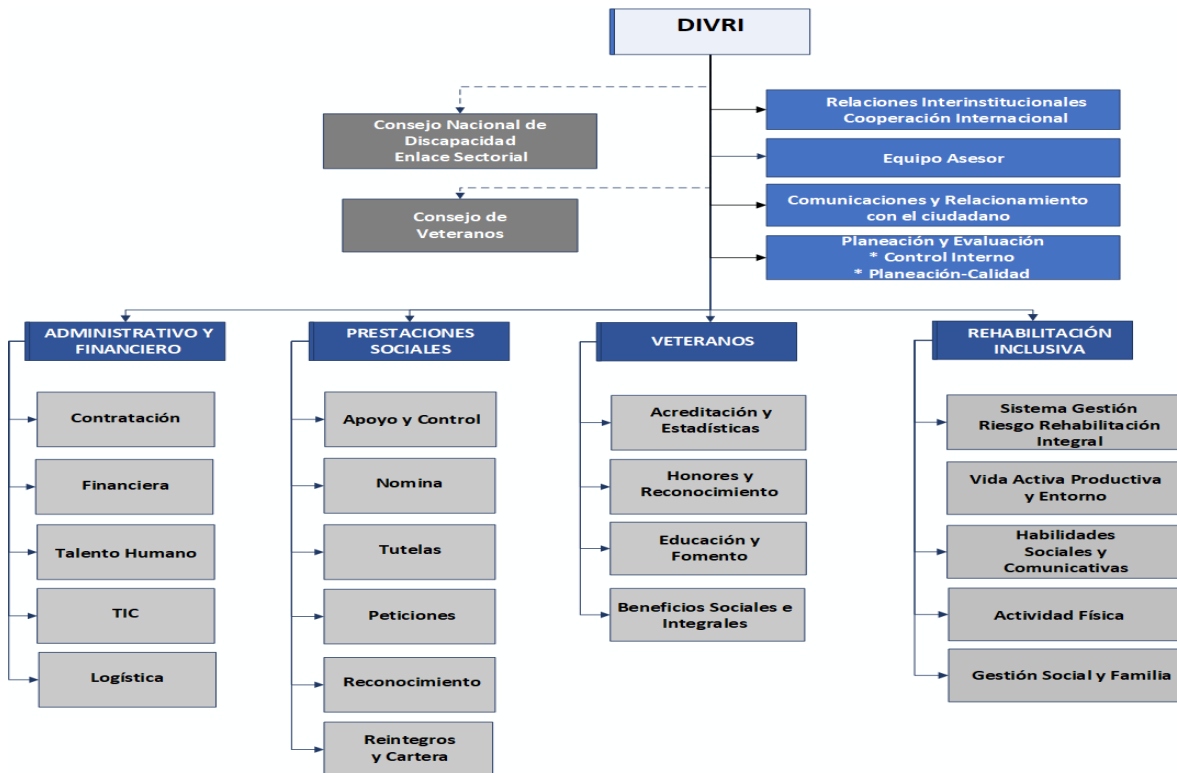 DIVRI
Relaciones Interinstitucionales
Cooperación Internacional
Consejo Nacional de
Discapacidad
Enlace Sectorial
Equipo Asesor
Comunicaciones y Relacionamiento
con el ciudadano
Consejo de
Veteranos
Planeación y Evaluación
* Control Interno
* Planeación-Calidad
ADMINISTRATIVO Y
FINANCIERO
Contratación
Financiera
Talento Humano
TIC
Logística
PRESTACIONES
SOCIALES
Apoyo y Control
Nomina
Tutelas
Peticiones
Reconocimiento
Reintegros
y Cartera
VETERANOS
Acreditación y
Estadísticas
Honores y
Reconocimiento
Educación y
Fomento
Beneficios Sociales e
Integrales
REHABILITACIÓN
INCLUSIVA
Sistema Gestión
Riesgo Rehabilitación
Integral
Vida Activa Productiva
y Entorno
Habilidades
Sociales y
Comunicativas
Actividad Física
Gestión Social y Familia